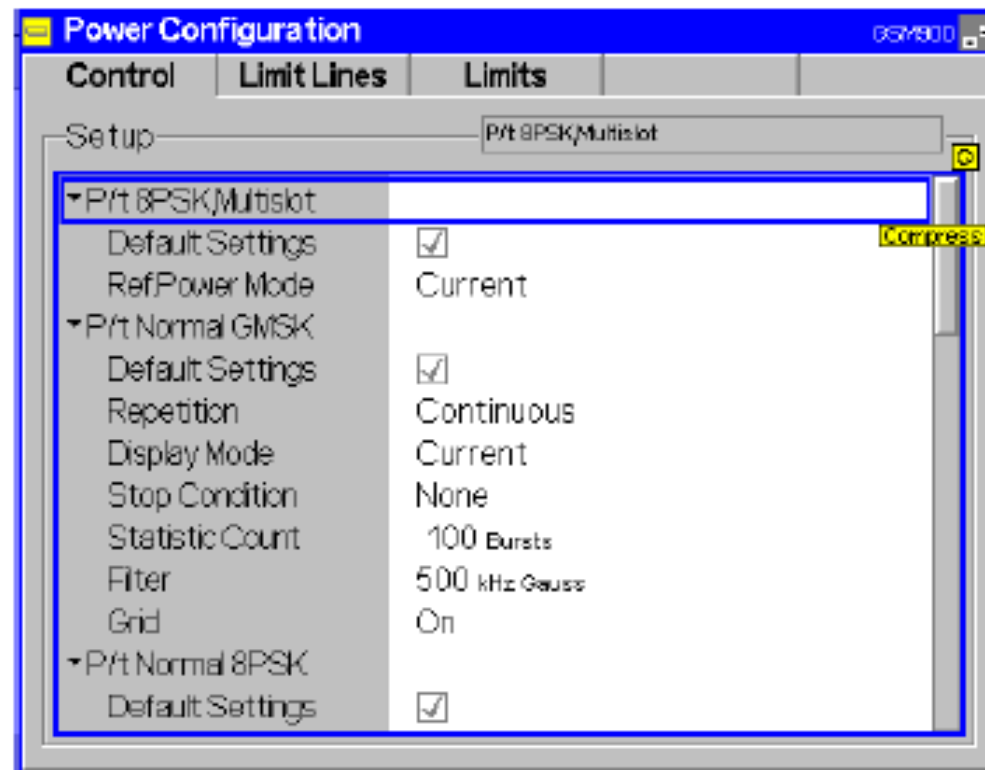 Power Configuration GSM900
Control Limit Lines Limits
Setup P/t 8PSK/Multislot
P/t 8PSK/Multislot
Compress
Default Settings
Ref.Power Mode Current
P/t Normal GMSK
Default Settings
Repetition Continuous
Display Mode Current
Stop Condition None
Statistic Count 100 Bursts
Filter 500 kHz Gauss
Grid On
P/t Normal 8PSK
Default Settings